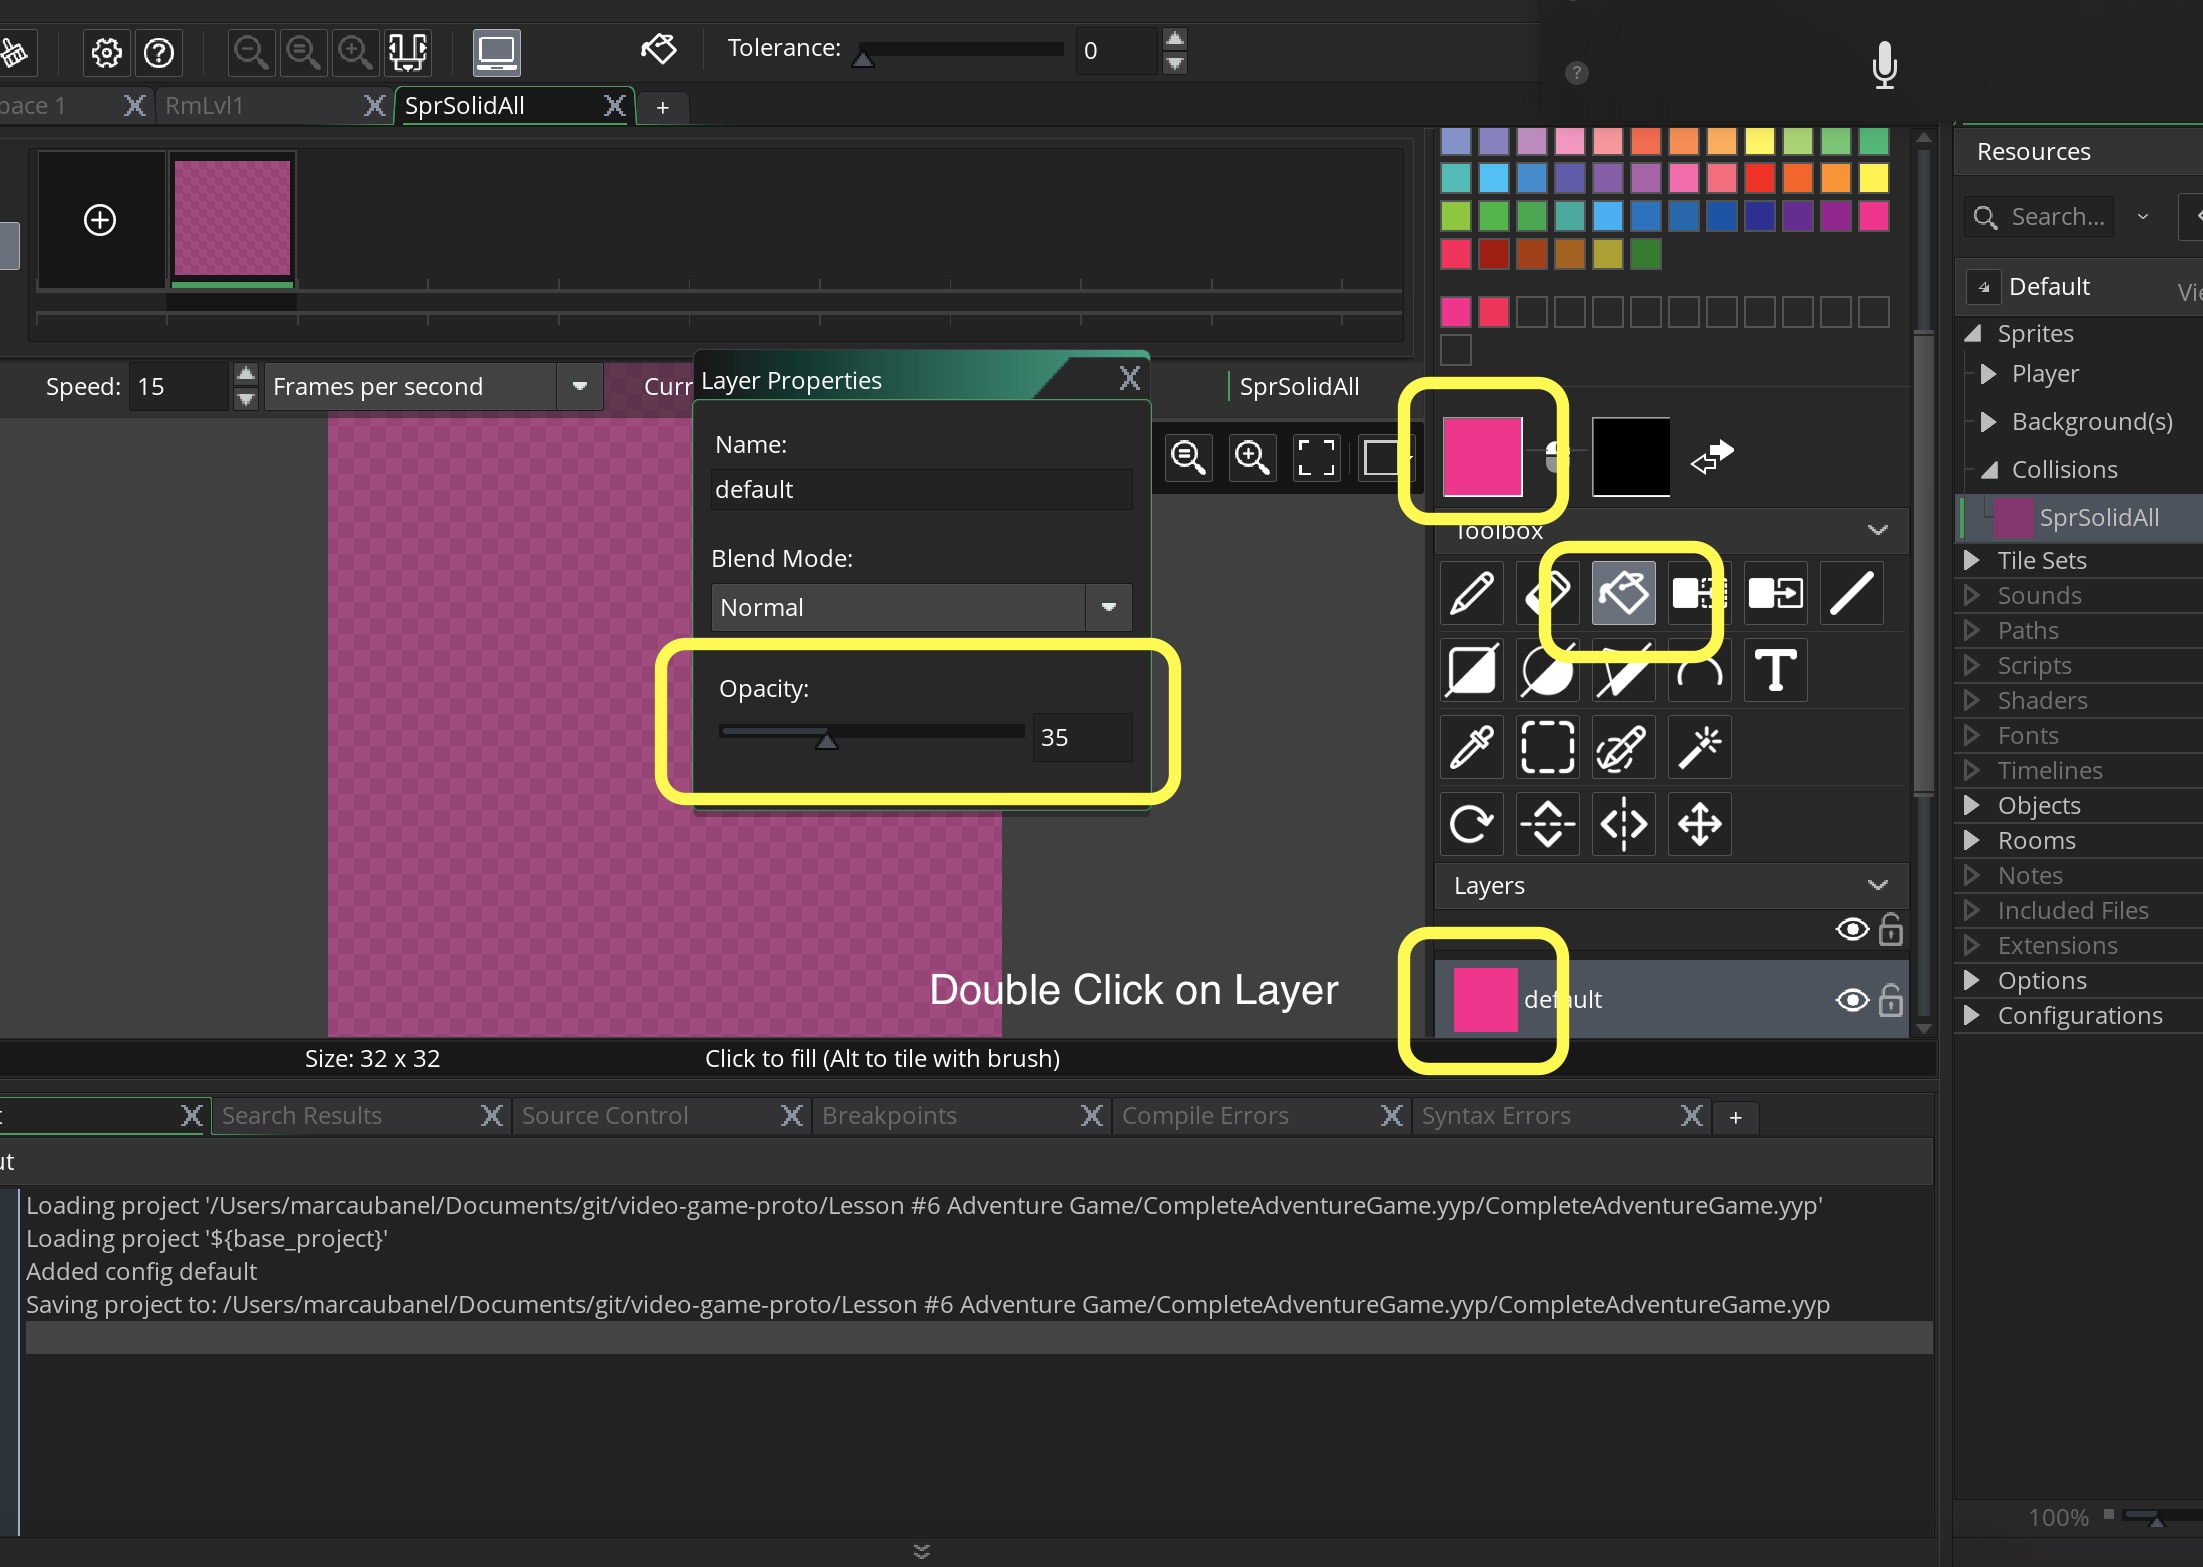 Tolerance: 0
pace 1
RmLvl1
SprSolidAll
+
Resources
Search...
Default
Vie
Sprites
Player
Background(s)
Collisions
SprSolidAll
Tile Sets
Sounds
Paths
Scripts
Shaders
Fonts
Timelines
Objects
Rooms
Notes
Included Files
Extensions
Options
Configurations
100%
Speed: 15
Frames per second
Curr
SprSolidAll
Layer Properties
Name:
default
Blend Mode:
Normal
Opacity:
35
Toolbox
T
Layers
default
Double Click on Layer
Size: 32 x 32
Click to fill (Alt to tile with brush)
t
Search Results
Source Control
Breakpoints
Compile Errors
Syntax Errors
+
ut
Loading project '/Users/marcaubanel/Documents/git/video-game-proto/Lesson #6 Adventure Game/CompleteAdventureGame.yyp/CompleteAdventureGame.yyp'
Loading project '${base_project}'
Added config default
Saving project to: /Users/marcaubanel/Documents/git/video-game-proto/Lesson #6 Adventure Game/CompleteAdventureGame.yyp/CompleteAdventureGame.yyp